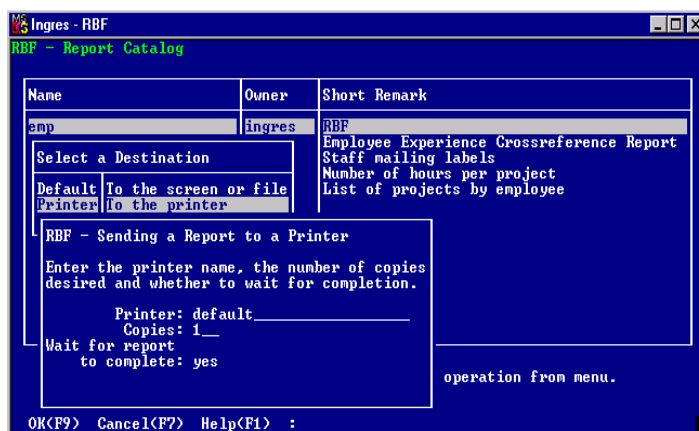 Ingres - RBF
RBF - Report Catalog
Name Owner Short Remark
emp ingres RBF
Employee Experience Crossreference Report
Select a Destination Staff mailing labels
Number of hours per project
Default To the screen or file List of projects by employee
Printer To the printer
RBF - Sending a Report to a Printer
Enter the printer name, the number of copies
desired and whether to wait for completion.
Printer: default
Copies: 1
Wait for report
to complete: yes
operation from menu.
OK(F9) Cancel(F7) Help(F1) :